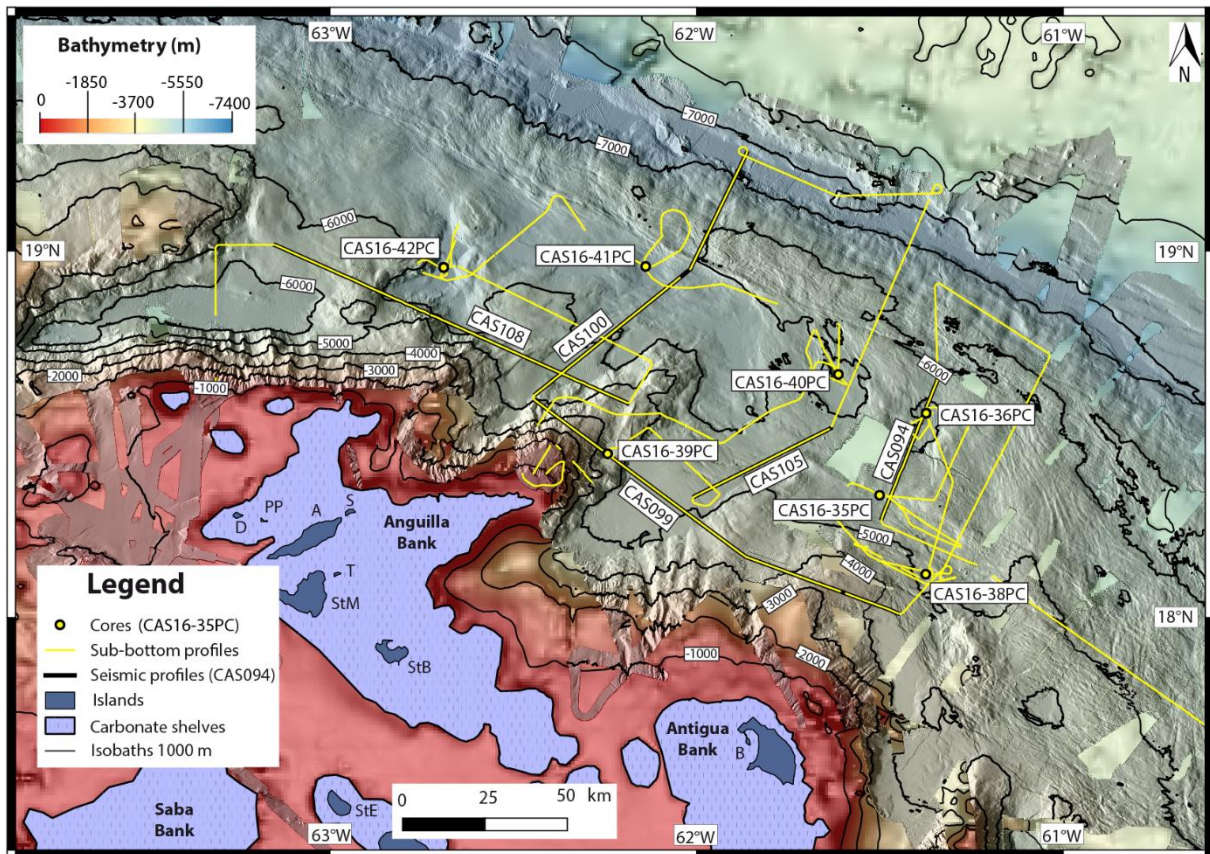 Bathymetry (m)
-1850 -5550
0 -3700 -7400
63°W
62°W
61°W
N
-7000
-7000
-6000
19°N
CAS16-42PC
CAS16-41PC
19°N
-6000
CAS108
CAS100
-5000
-4000
-3000
-2000
-1000
CAS16-40PC
-6000
CAS16-36PC
CAS094
CAS16-39PC
CAS105
CAS16-35PC
CAS099
-5000
-4000
CAS16-38PC
-3000
18°N
-2000
-1000
D
PP
A
S
Anguilla
Bank
T
StM
StB
Antigua
Bank
B
Legend
Cores (CAS16-35PC)
Sub-bottom profiles
Seismic profiles (CAS094)
Islands
Carbonate shelves
Isobaths 1000 m
Saba
Bank
StE
0 25 50 km
63°W
62°W
61°W